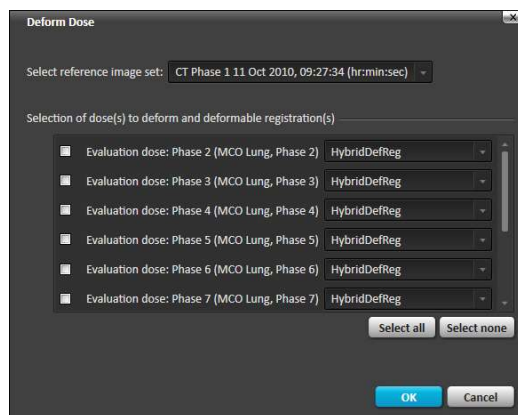 Deform Dose
Select reference image set: CT Phase 1 11 Oct 2010, 09:27:34 (hr:min:sec)
Selection of dose(s) to deform and deformable registration(s)
Evaluation dose: Phase 2 (MCO Lung, Phase 2) HybridDefReg
Evaluation dose: Phase 3 (MCO Lung, Phase 3) HybridDefReg
Evaluation dose: Phase 4 (MCO Lung, Phase 4) HybridDefReg
Evaluation dose: Phase 5 (MCO Lung, Phase 5) HybridDefReg
Evaluation dose: Phase 6 (MCO Lung, Phase 6) HybridDefReg
Evaluation dose: Phase 7 (MCO Lung, Phase 7) HybridDefReg
Select all Select none
OK Cancel